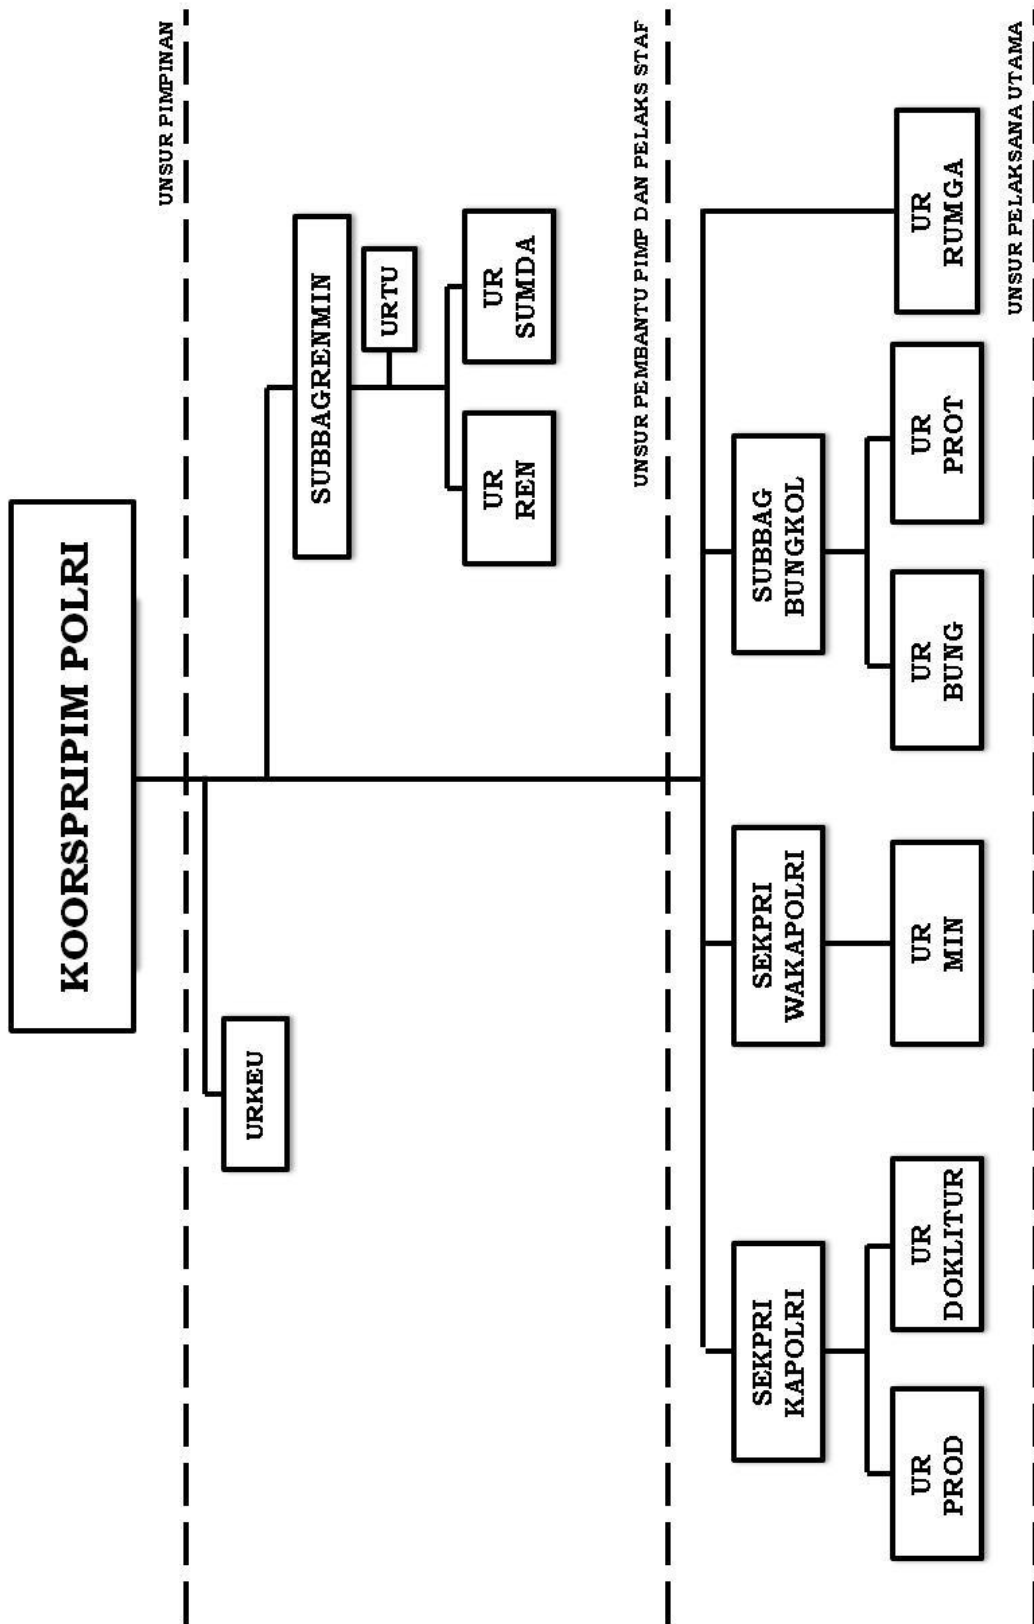 KOORSPRIPIM POLRI
UNSUR PIMPINAN
URKEU
SUBBAGRENMIN
URTU
UR
REN
UR
SUMDA
UNSUR PEMBANTU PIMP DAN PELAKS STAF
SEKPRI
KAPOLRI
SEKPRI
WAKAPOLRI
SUBBAG
BUNGKOL
UR
PROD
UR
DOKLITUR
UR
MIN
UR
BUNG
UR
PROT
UR
RUMGA
UNSUR PELAKSANA UTAMA